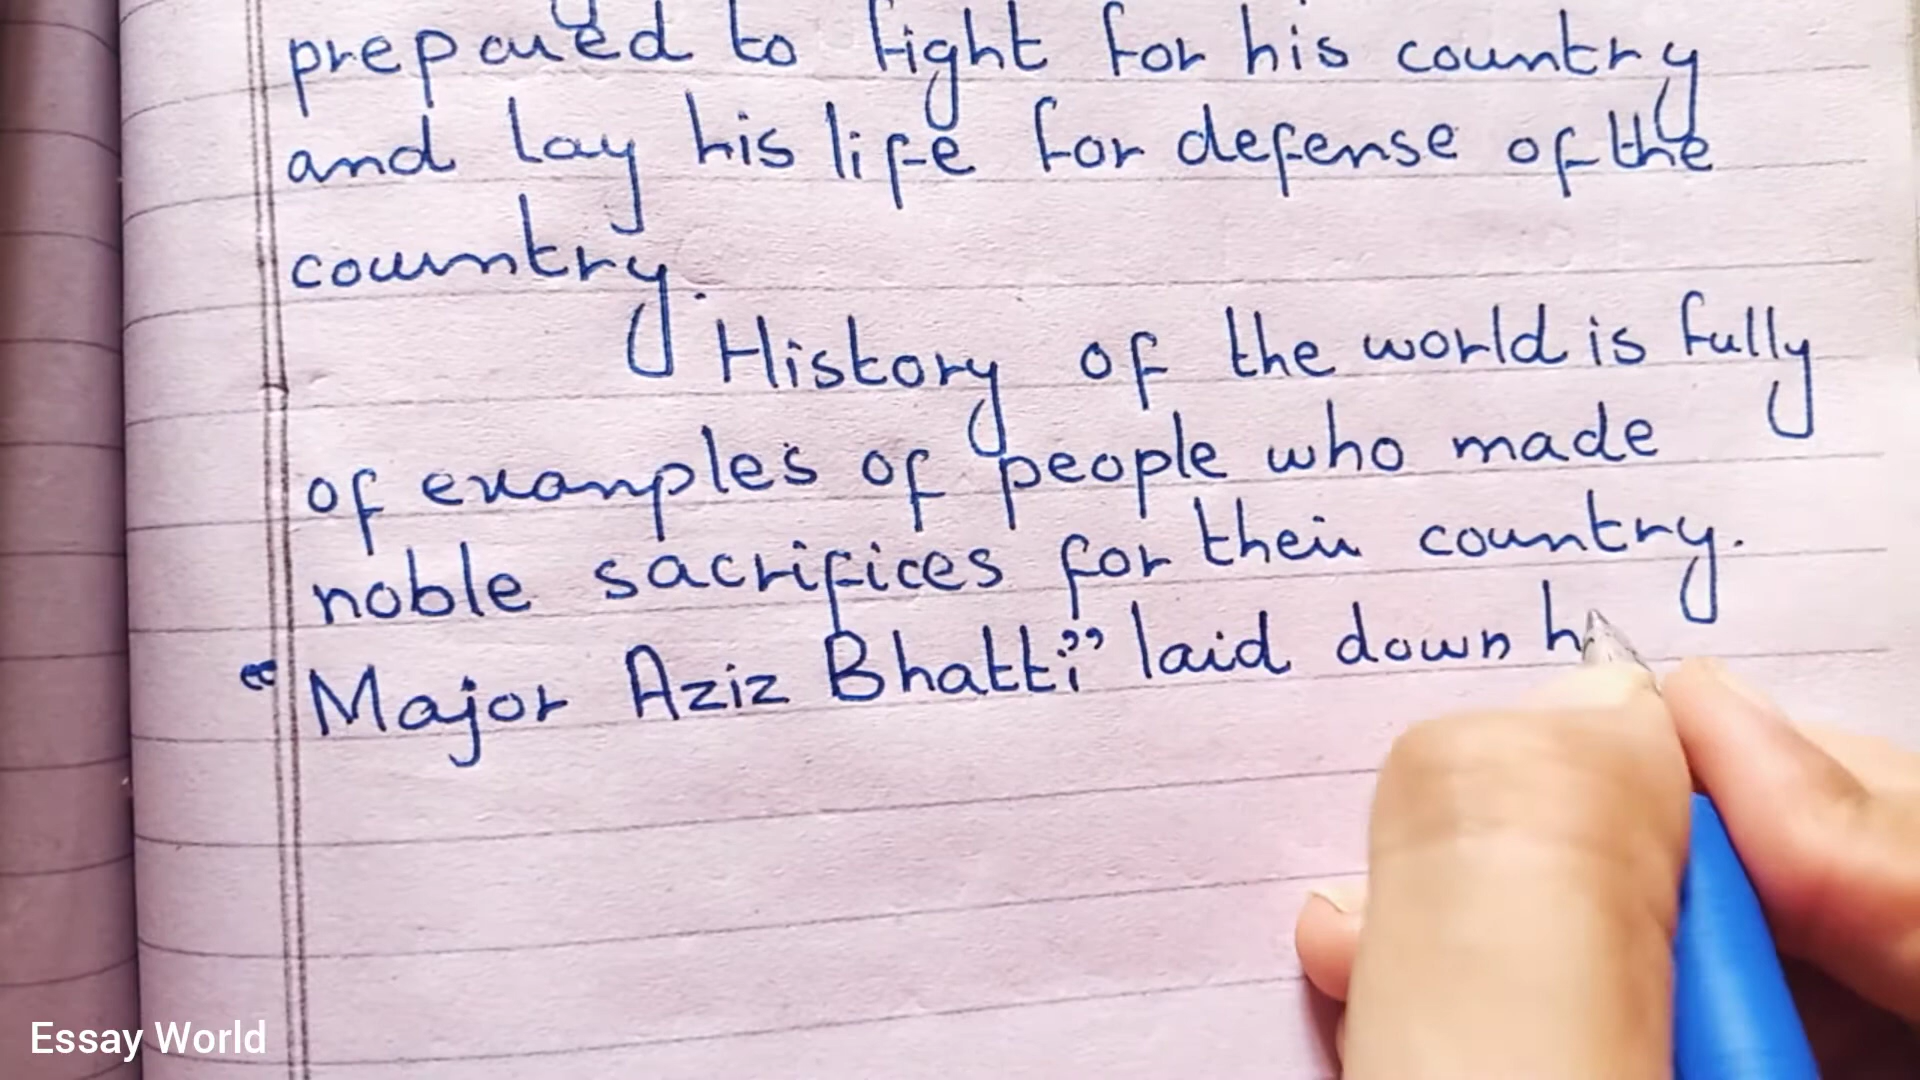 prepared to fight for his country
and lay his life for defense of the
country.
History of the world is fully
of examples of people who made
noble sacrifices for their country.
“Major Aziz Bhatti” laid down h
Essay World